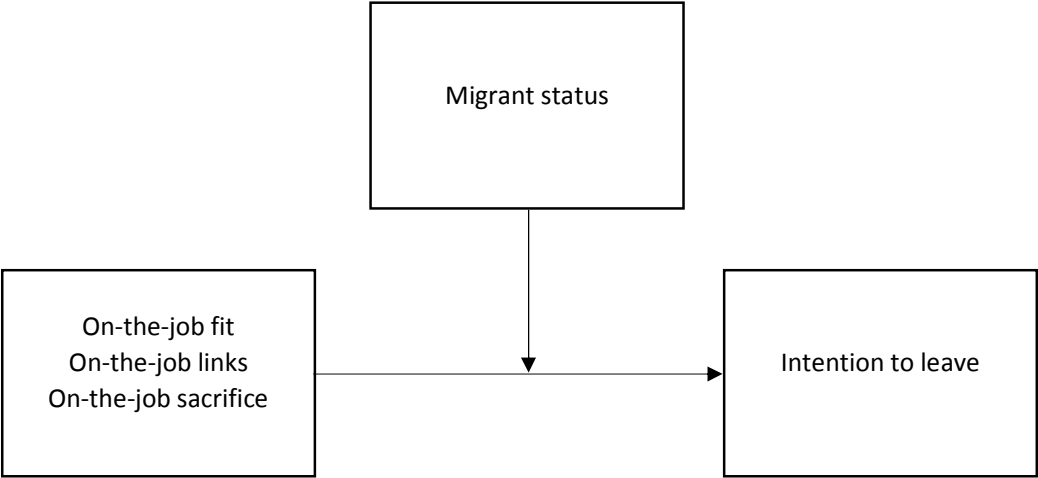 Migrant status
On-the-job fit
On-the-job links
On-the-job sacrifice
Intention to leave